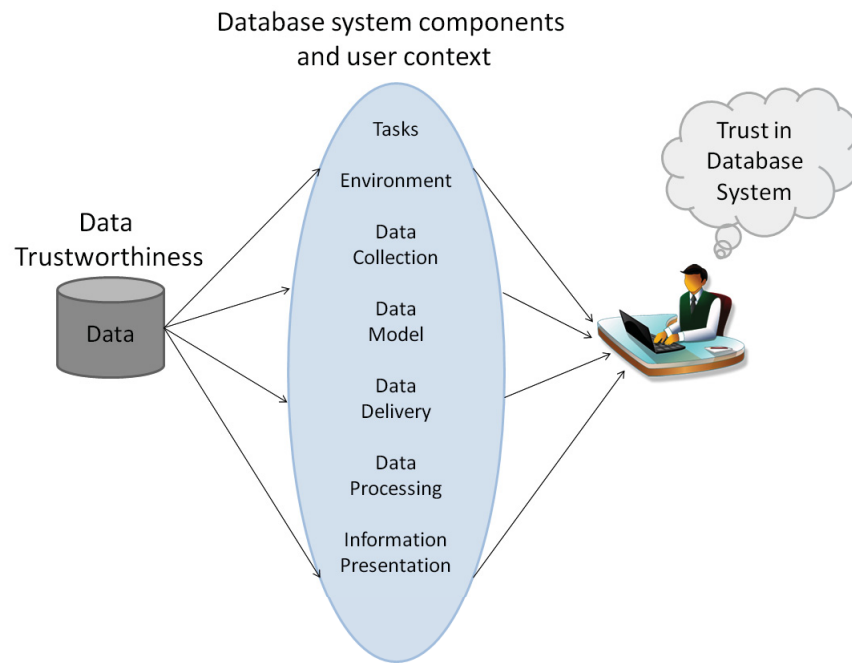 Database system components
and user context
Tasks
Environment
Data
Collection
Data
Model
Data
Delivery
Data
Processing
Information
Presentation
Data
Trustworthiness
Data
Trust in
Database
System